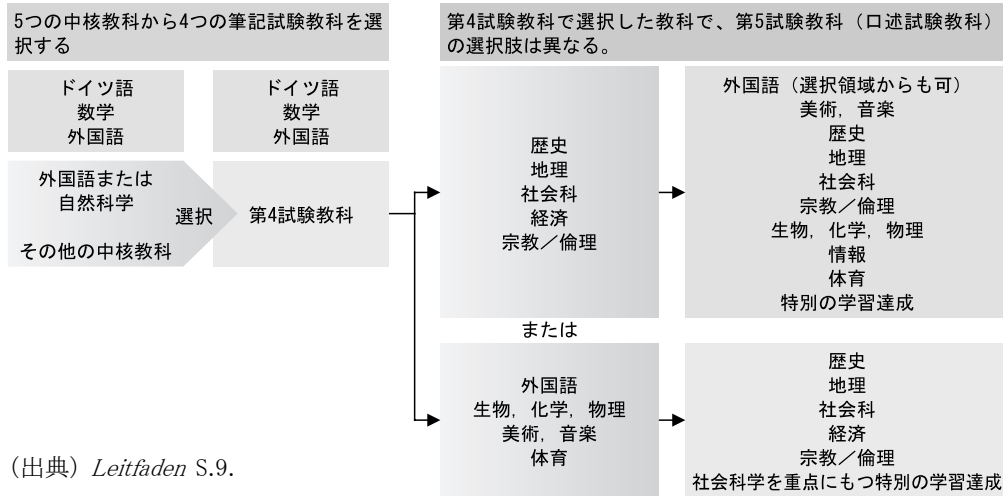 5つの中核教科から4つの筆記試験教科を選
択する
ドイツ語
数学
外国語
外国語または
自然科学
その他の中核教科
選択
ドイツ語
数学
外国語
第4試験教科
第4試験教科で選択した教科で、第5試験教科（口述試験教科）
の選択肢は異なる。
歴史
地理
社会科
経済
宗教／倫理
外国語（選択領域からも可）
美術，音楽
歴史
地理
社会科
宗教／倫理
生物，化学，物理
情報
体育
特別の学習達成
または
外国語
生物，化学，物理
美術，音楽
体育
歴史
地理
社会科
経済
宗教／倫理
社会科学を重点にもつ特別の学習達成
（出典）Leitfaden S.9.